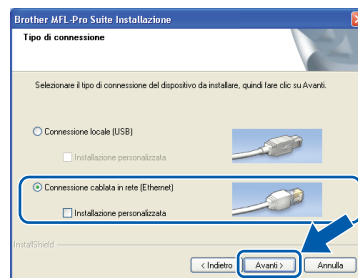 Brother MFL-Pro Suite Installazione
Tipo di connessione
Selezionare il tipo di connessione del dispositivo da installare, quindi fare clic su Avanti.
Connessione locale (USB)
Installazione personalizzata
Connessione cablata in rete (Ethernet)
Installazione personalizzata
InstallShield
< Indietro
Avanti >
Annulla